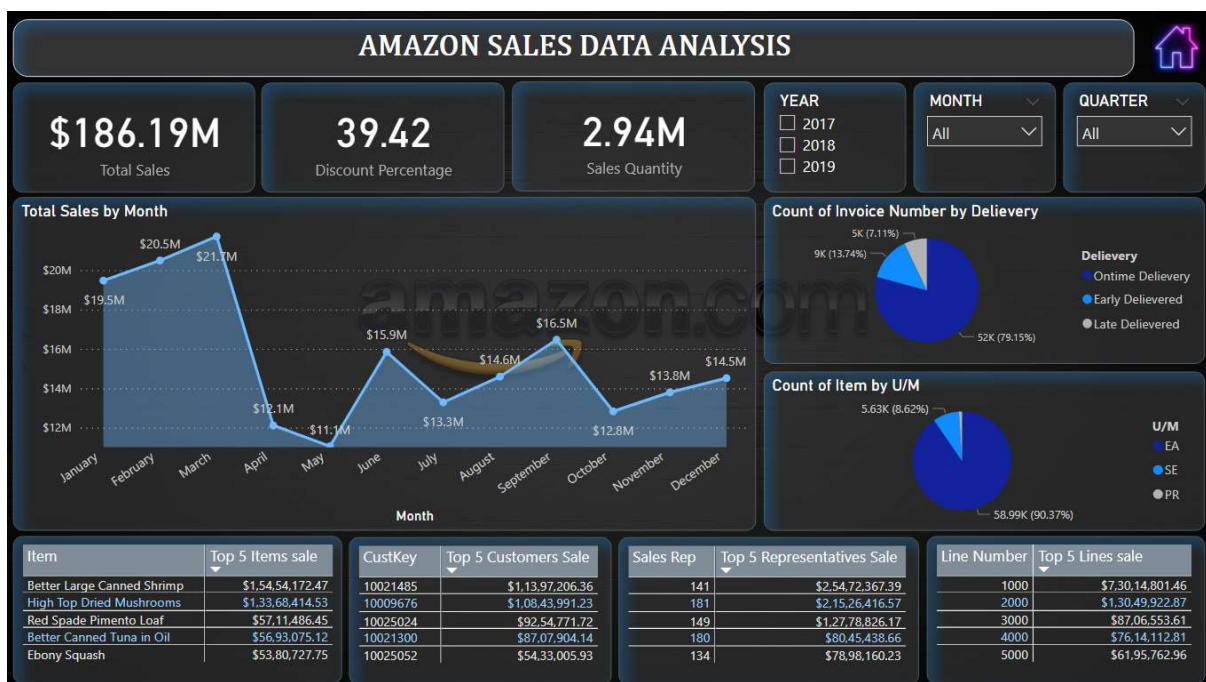 AMAZON SALES DATA ANALYSIS
$186.19M
Total Sales
39.42
Discount Percentage
2.94M
Sales Quantity
YEAR
2017
2018
2019
MONTH
All
QUARTER
All
Total Sales by Month
$20M
$18M
$16M
$14M
$12M
$19.5M
$20.5M
$21.7M
$12.1M
$11.1M
$15.9M
$13.3M
$14.6M
$16.5M
$12.8M
$13.8M
$14.5M
January
February
March
April
May
June
July
August
September
October
November
December
Month
amazon.com
Count of Invoice Number by Delievery
5K (7.11%)
9K (13.74%)
52K (79.15%)
Delievery
Ontime Delievery
Early Delievered
Late Delievered
Count of Item by U/M
5.63K (8.62%)
58.99K (90.37%)
U/M
EA
SE
PR
Item Top 5 Items sale
Better Large Canned Shrimp $1,54,54,172.47
High Top Dried Mushrooms $1,33,68,414.53
Red Spade Pimento Loaf $57,11,486.45
Better Canned Tuna in Oil $56,93,075.12
Ebony Squash $53,80,727.75
CustKey Top 5 Customers Sale
10021485 $1,13,97,206.36
10009676 $1,08,43,991.23
10025024 $92,54,771.72
10021300 $87,07,904.14
10025052 $54,33,005.93
Sales Rep Top 5 Representatives Sale
141 $2,54,72,367.39
181 $2,15,26,416.57
149 $1,27,78,826.17
180 $80,45,438.66
134 $78,98,160.23
Line Number Top 5 Lines sale
1000 $7,30,14,801.46
2000 $1,30,49,922.87
3000 $87,06,553.61
4000 $76,14,112.81
5000 $61,95,762.96